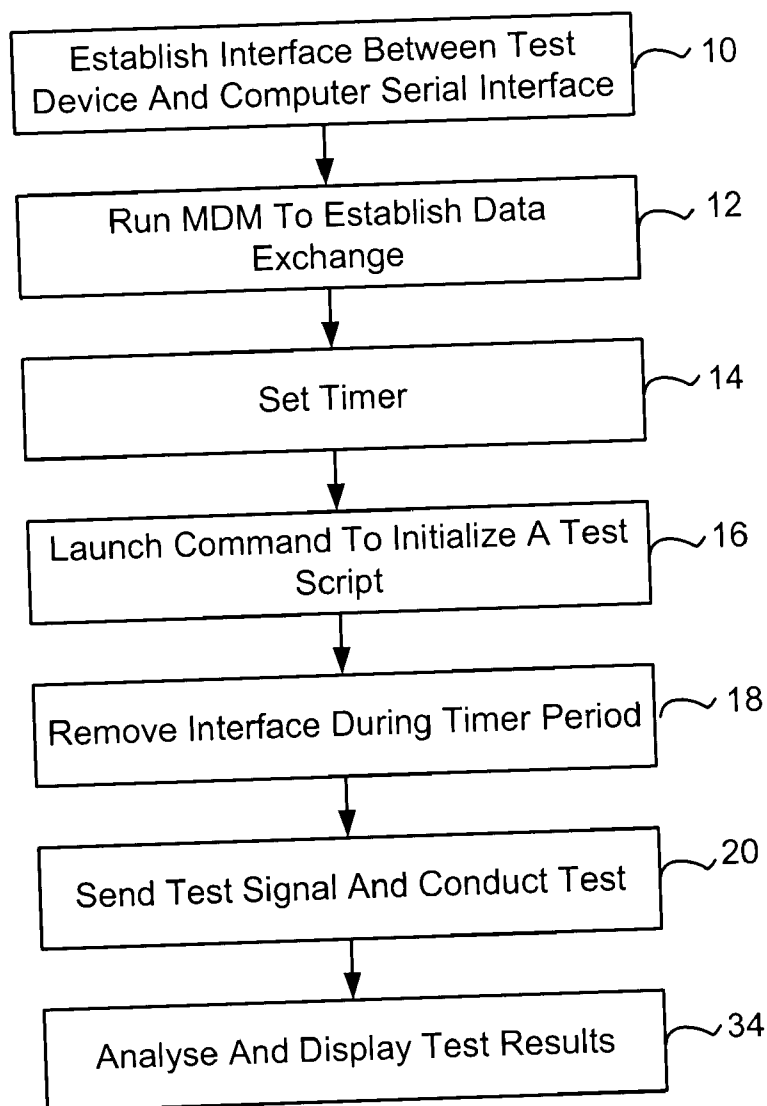 Establish Interface Between Test
Device And Computer Serial Interface
10
Run MDM To Establish Data
Exchange
12
Set Timer
14
Launch Command To Initialize A Test
Script
16
Remove Interface During Timer Period
18
Send Test Signal And Conduct Test
20
Analyse And Display Test Results
34